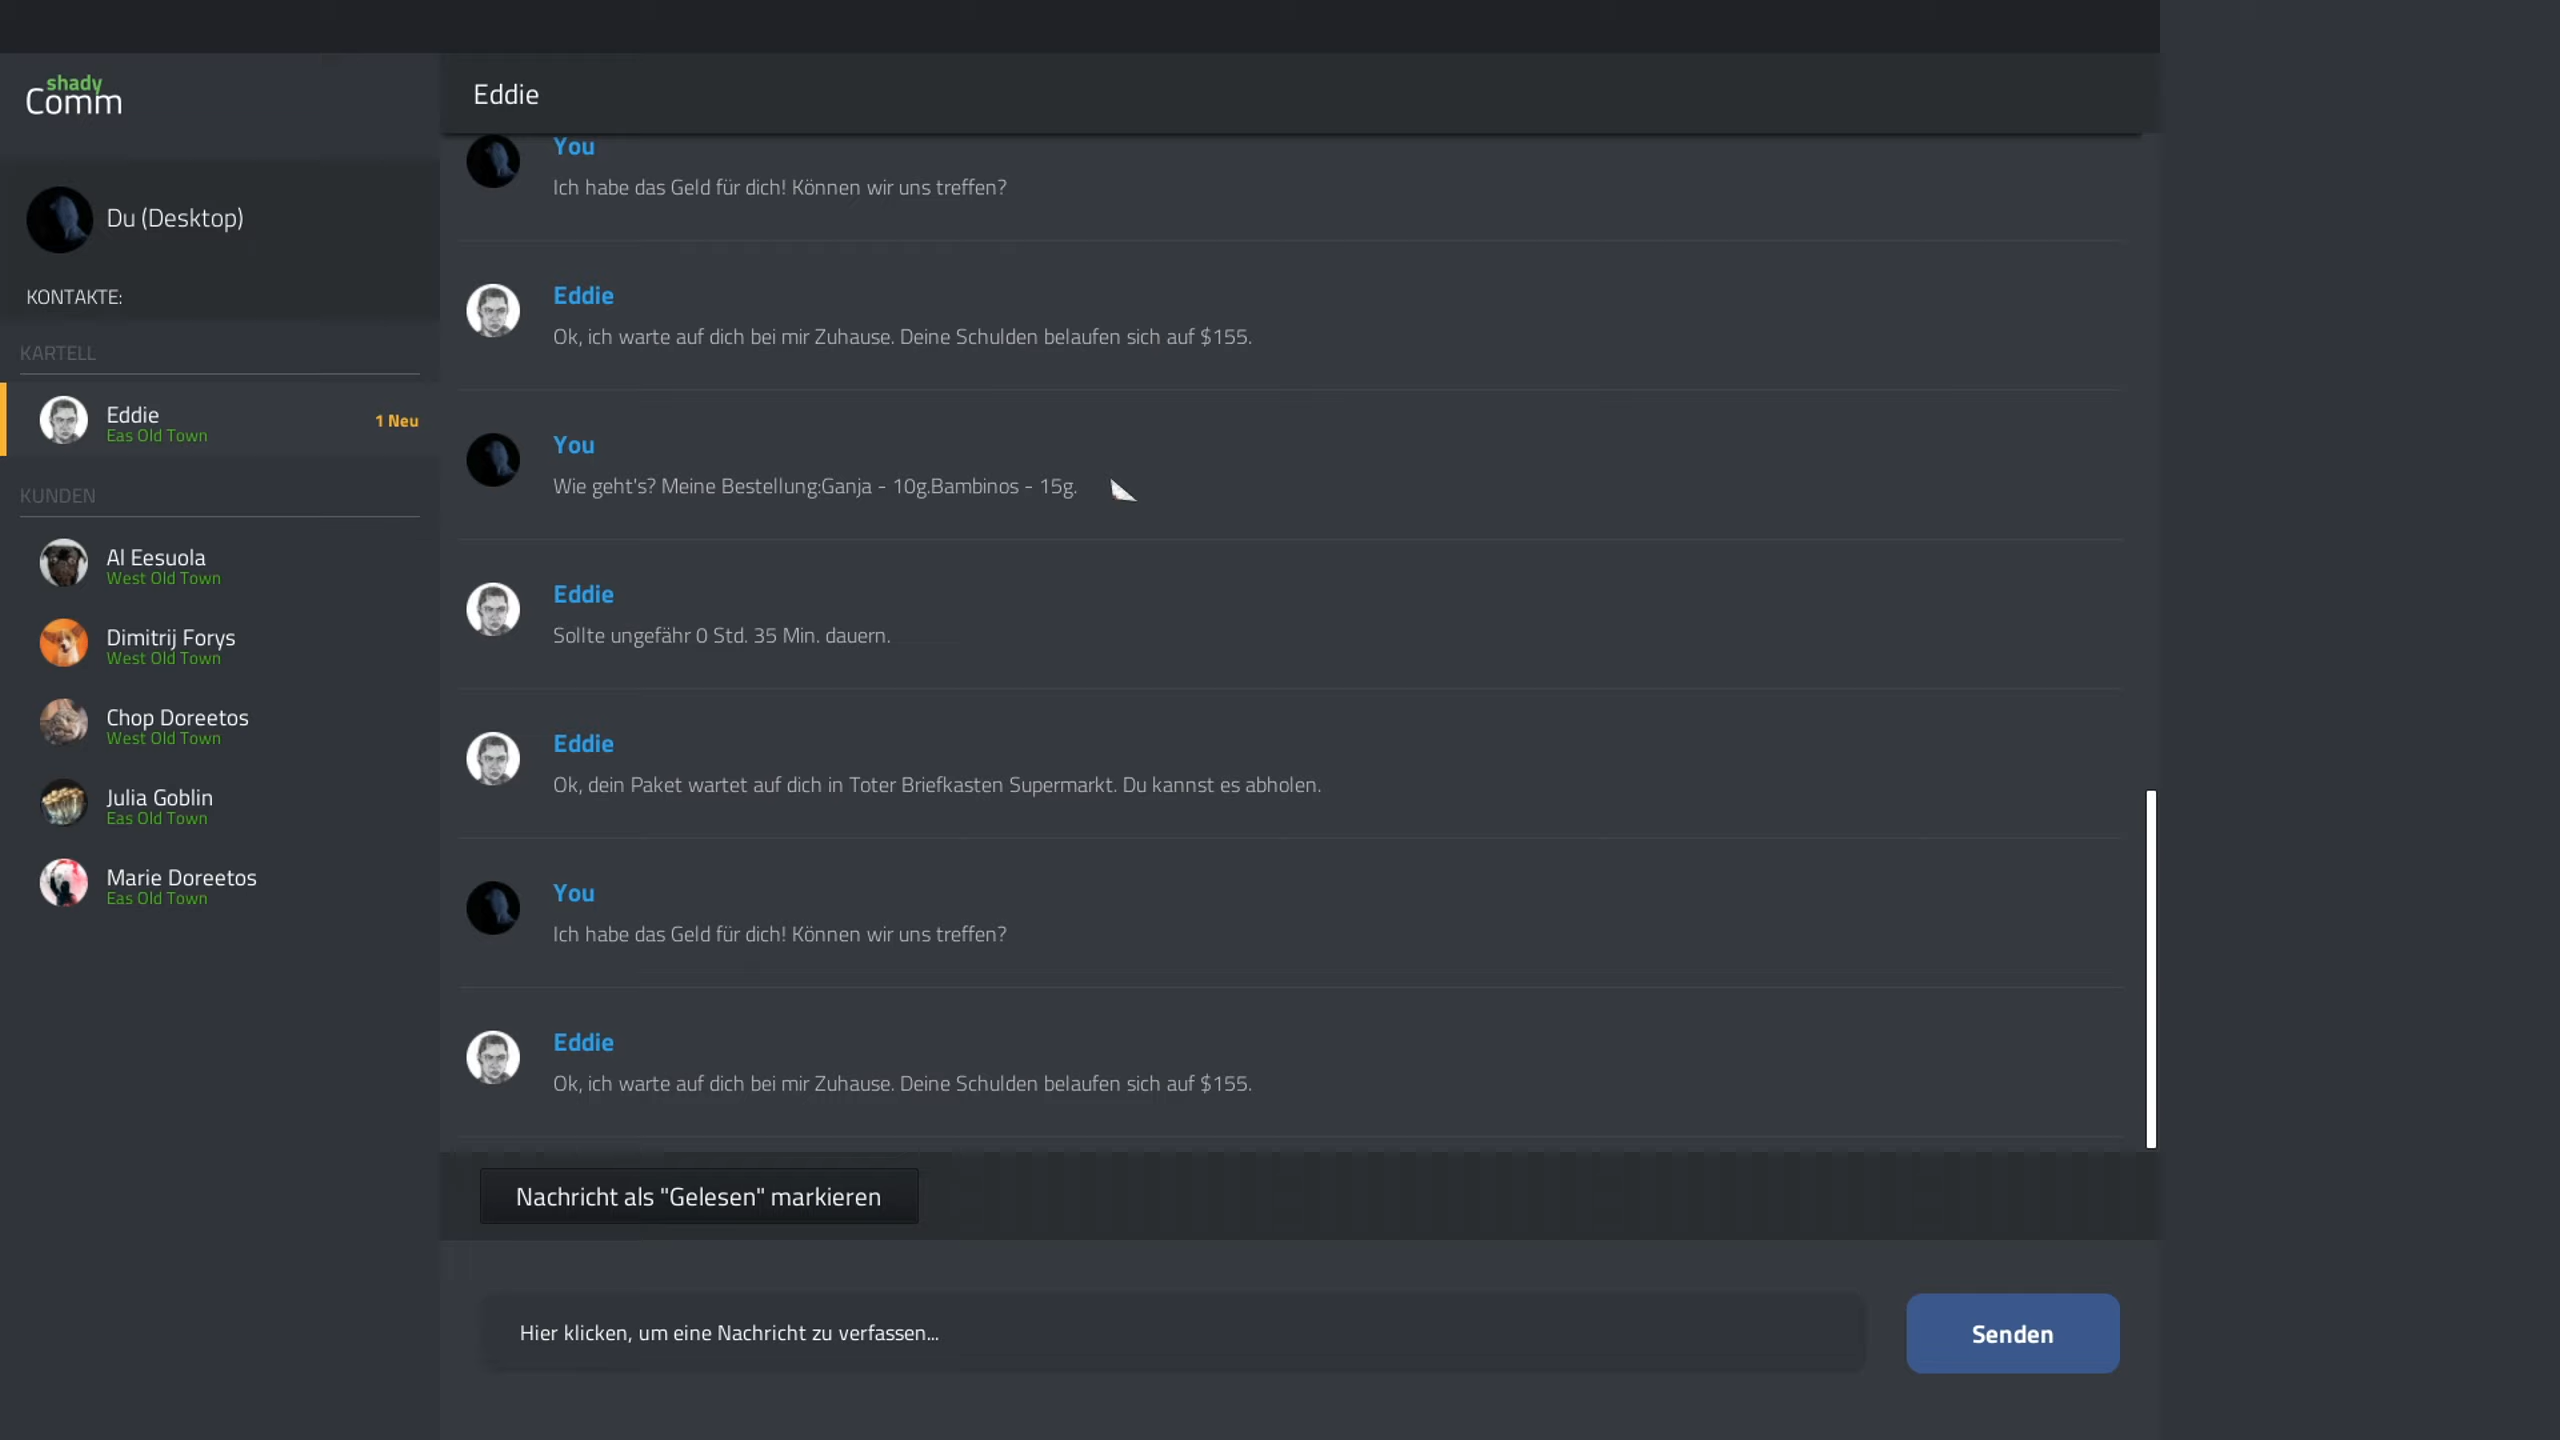 shady
Comm
Du (Desktop)
KONTAKTE:
KARTELL
Eddie
Eas Old Town
1 Neu
KUNDEN
Al Eesuola
West Old Town
Dimitrij Forys
West Old Town
Chop Doreetos
West Old Town
Julia Goblin
Eas Old Town
Marie Doreetos
Eas Old Town
Eddie
You
Ich habe das Geld für dich! Können wir uns treffen?
Eddie
Ok, ich warte auf dich bei mir Zuhause. Deine Schulden belaufen sich auf $155.
You
Wie geht's? Meine Bestellung:Ganja - 10g.Bambinos - 15g.
Eddie
Sollte ungefähr 0 Std. 35 Min. dauern.
Eddie
Ok, dein Paket wartet auf dich in Toter Briefkasten Supermarkt. Du kannst es abholen.
You
Ich habe das Geld für dich! Können wir uns treffen?
Eddie
Ok, ich warte auf dich bei mir Zuhause. Deine Schulden belaufen sich auf $155.
Nachricht als "Gelesen" markieren
Hier klicken, um eine Nachricht zu verfassen...
Senden